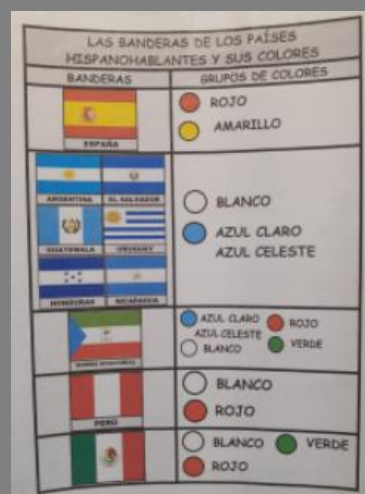 LAS BANDERAS DE LOS PAÍSES
HISPANOHABLANTES Y SUS COLORES
BANDERAS
GRUPOS DE COLORES
ESPAÑA
ROJO
AMARILLO
ARGENTINA
EL SALVADOR
GUATEMALA
URUGUAY
HONDURAS
NICARAGUA
BLANCO
AZUL CLARO
AZUL CELESTE
GUINEA ECUATORIAL
AZUL CLARO
ROJO
AZUL CELESTE
BLANCO
VERDE
PERÚ
BLANCO
ROJO
BLANCO
VERDE
ROJO